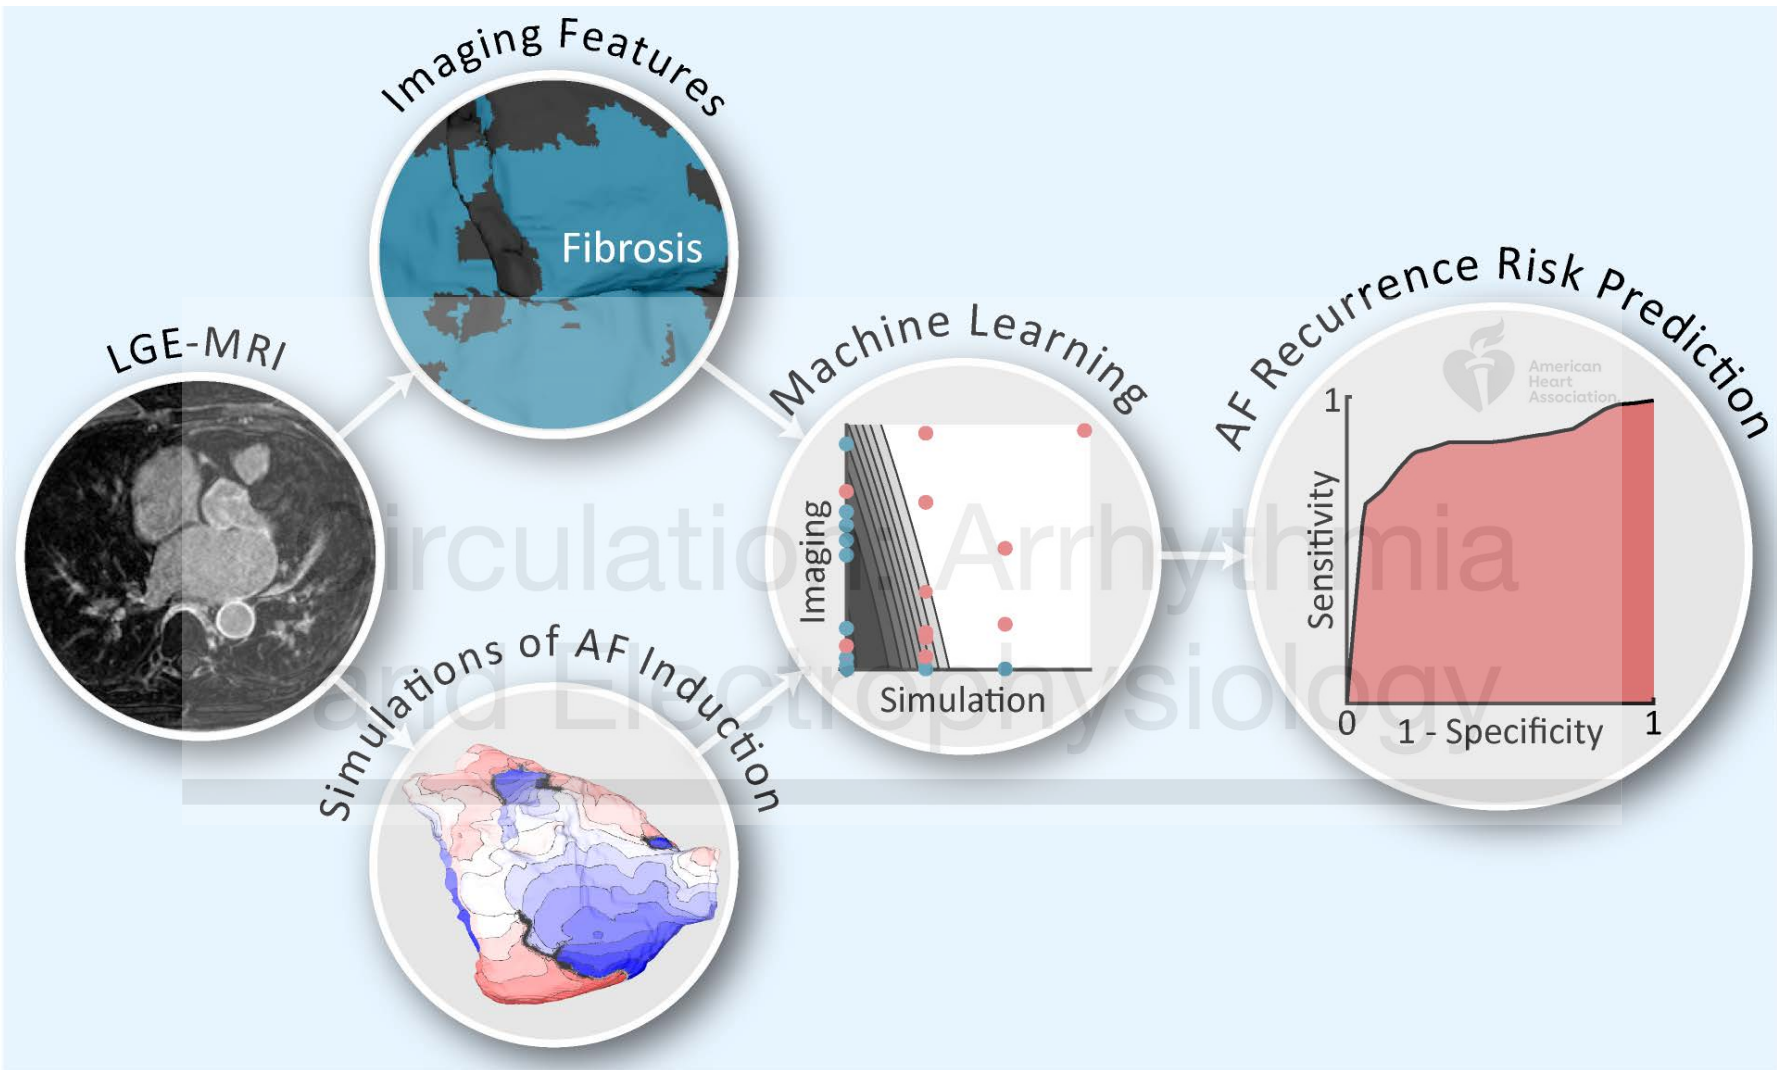 Imaging Features
Fibrosis
LGE-MRI
Machine Learning
Imaging
Simulation
Simulations of AF Induction
AF Recurrence Risk Prediction
American
Heart
Association
1
Sensitivity
0
1 - Specificity
1
Circulation: Arrhythmia
and Electrophysiology